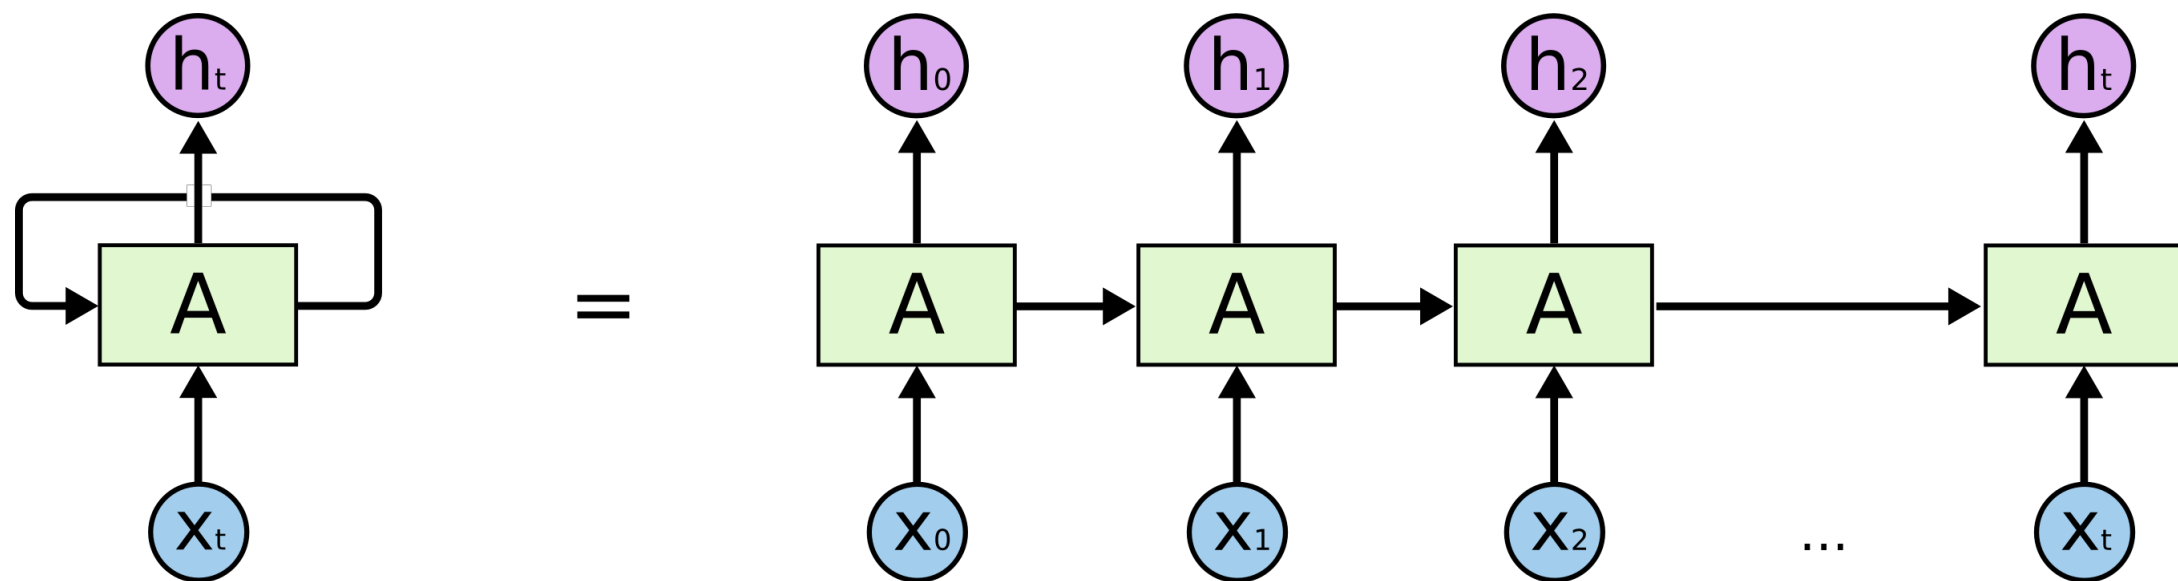 ht h0 h1 h2 ht
A = A A A A
xt x0 x1 x2 ... xt